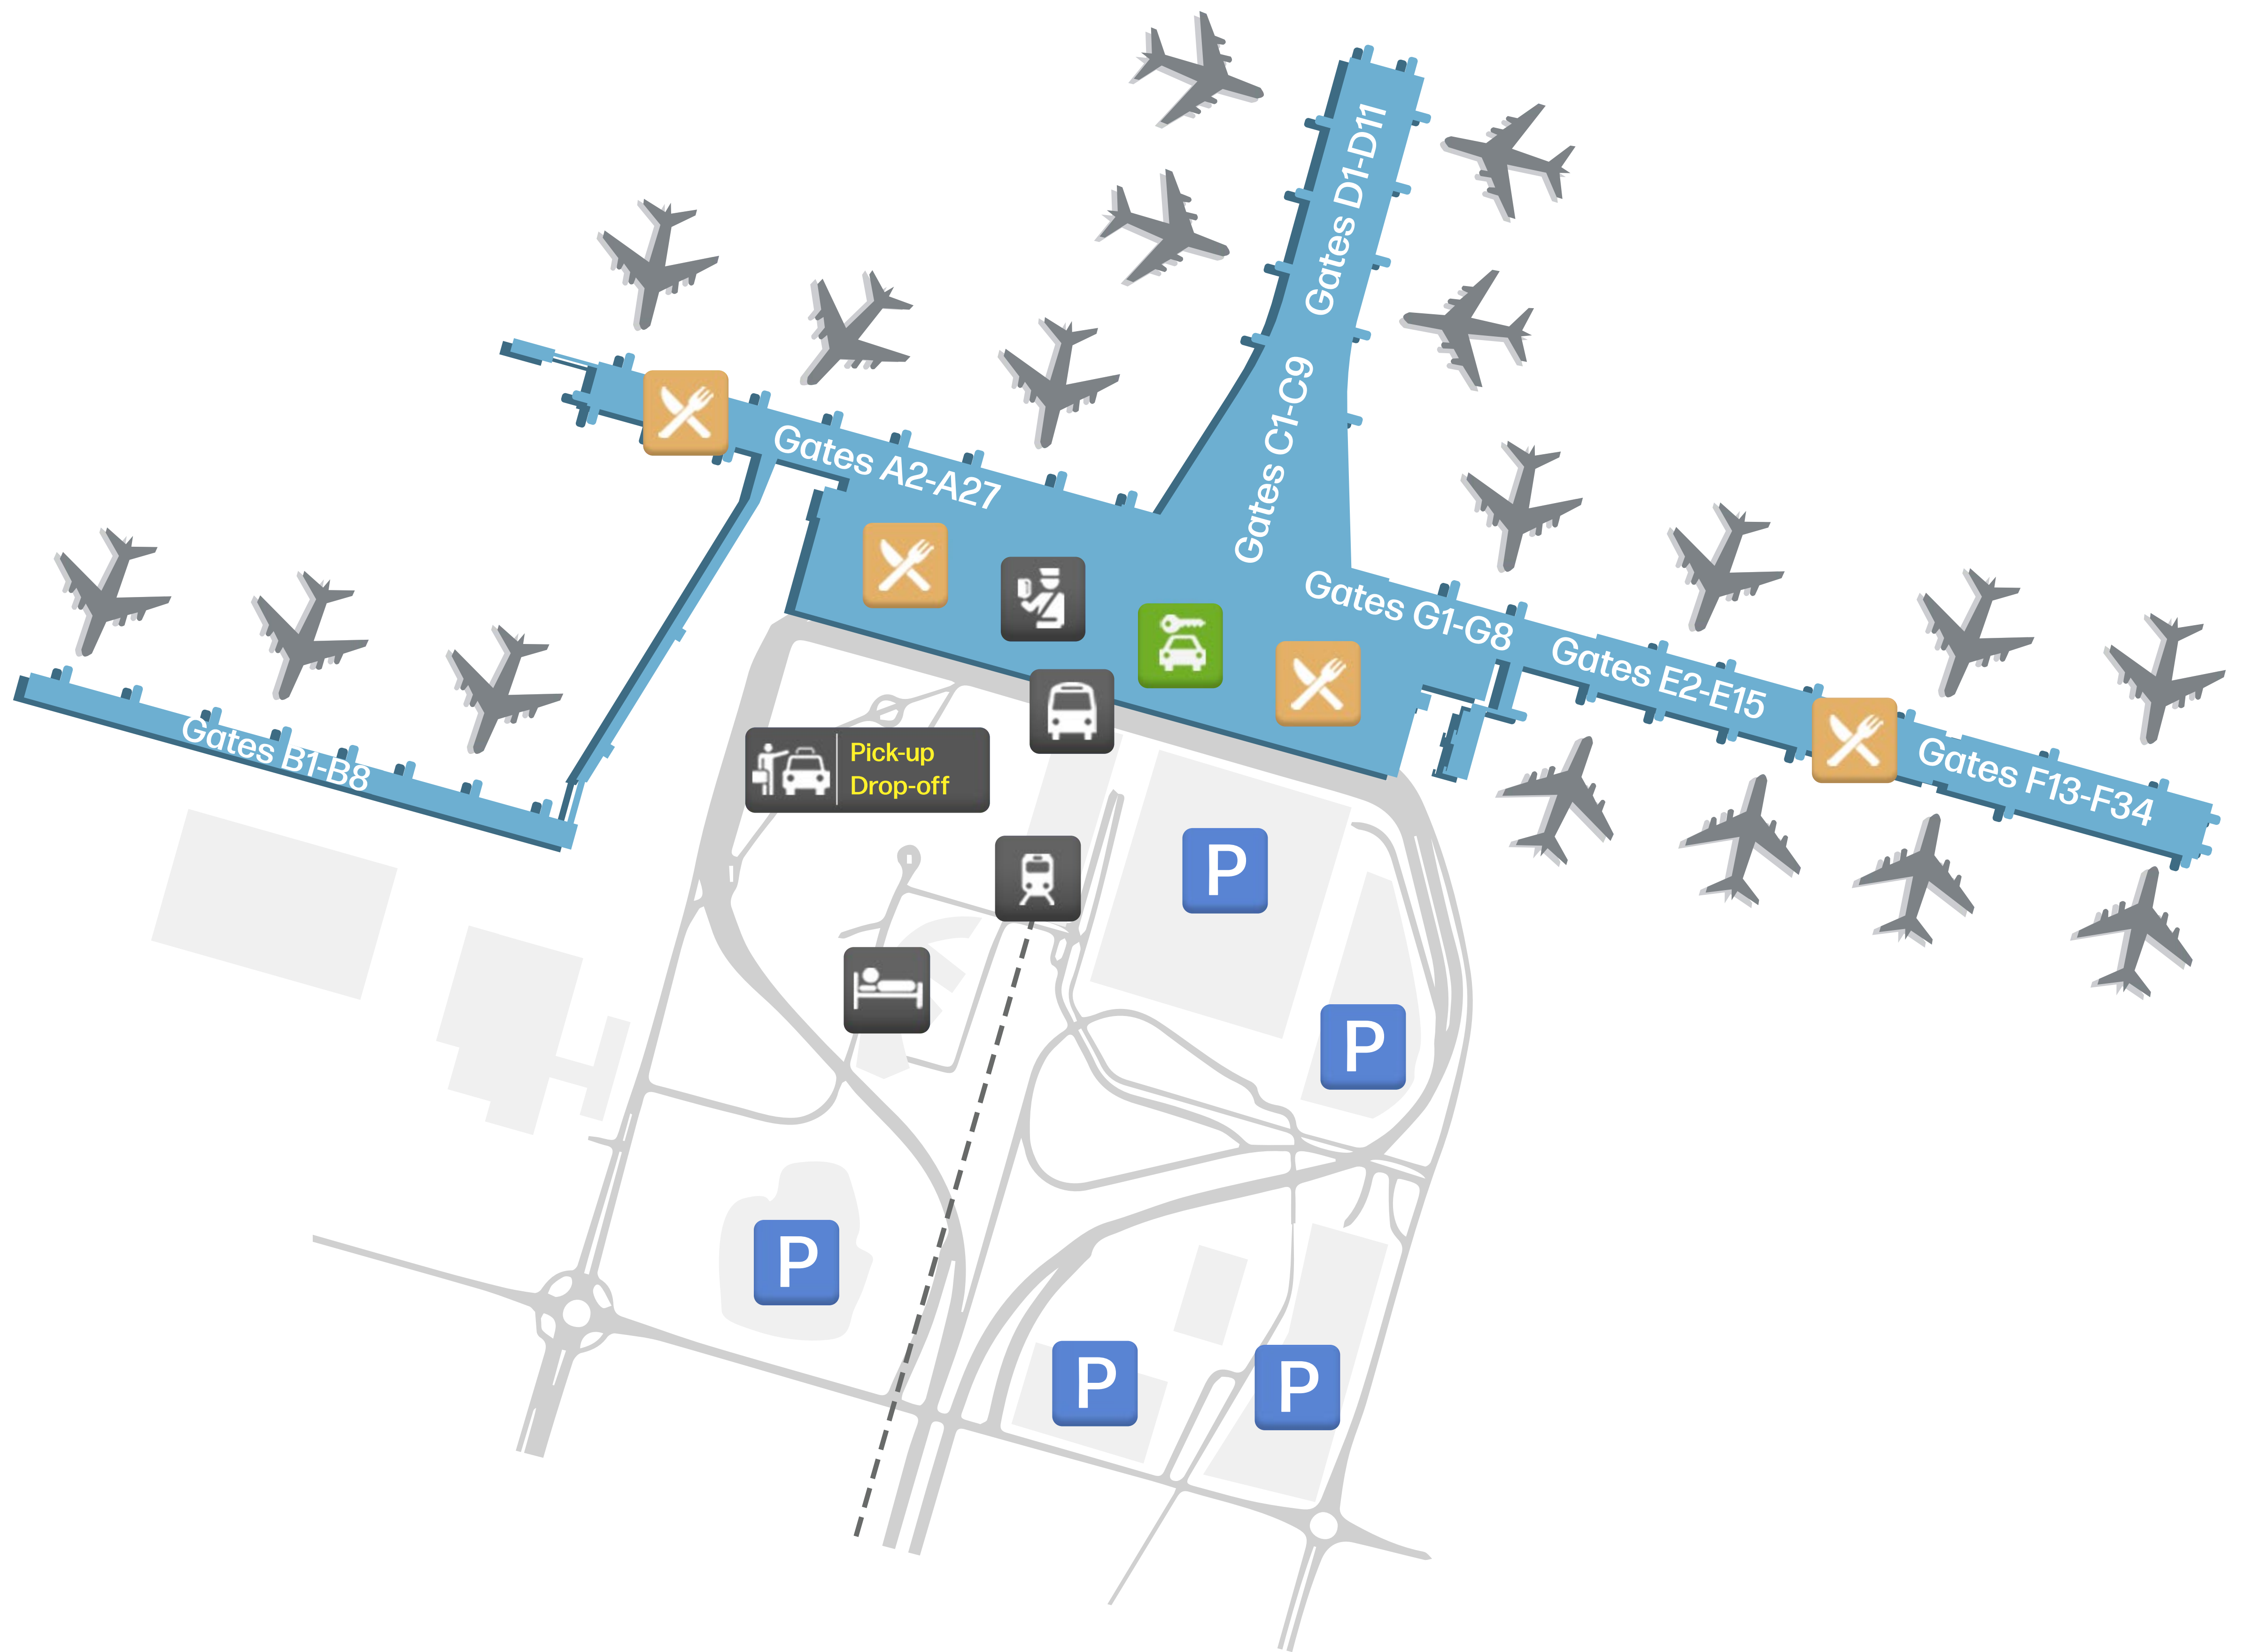 Gates D1-D11
Gates C1-C9
Gates A2-A27
Gates G1-G8
Gates E2-E15
Gates B1-B8
Gates F13-F34
Pick-up
Drop-off
P
P
P
P
P